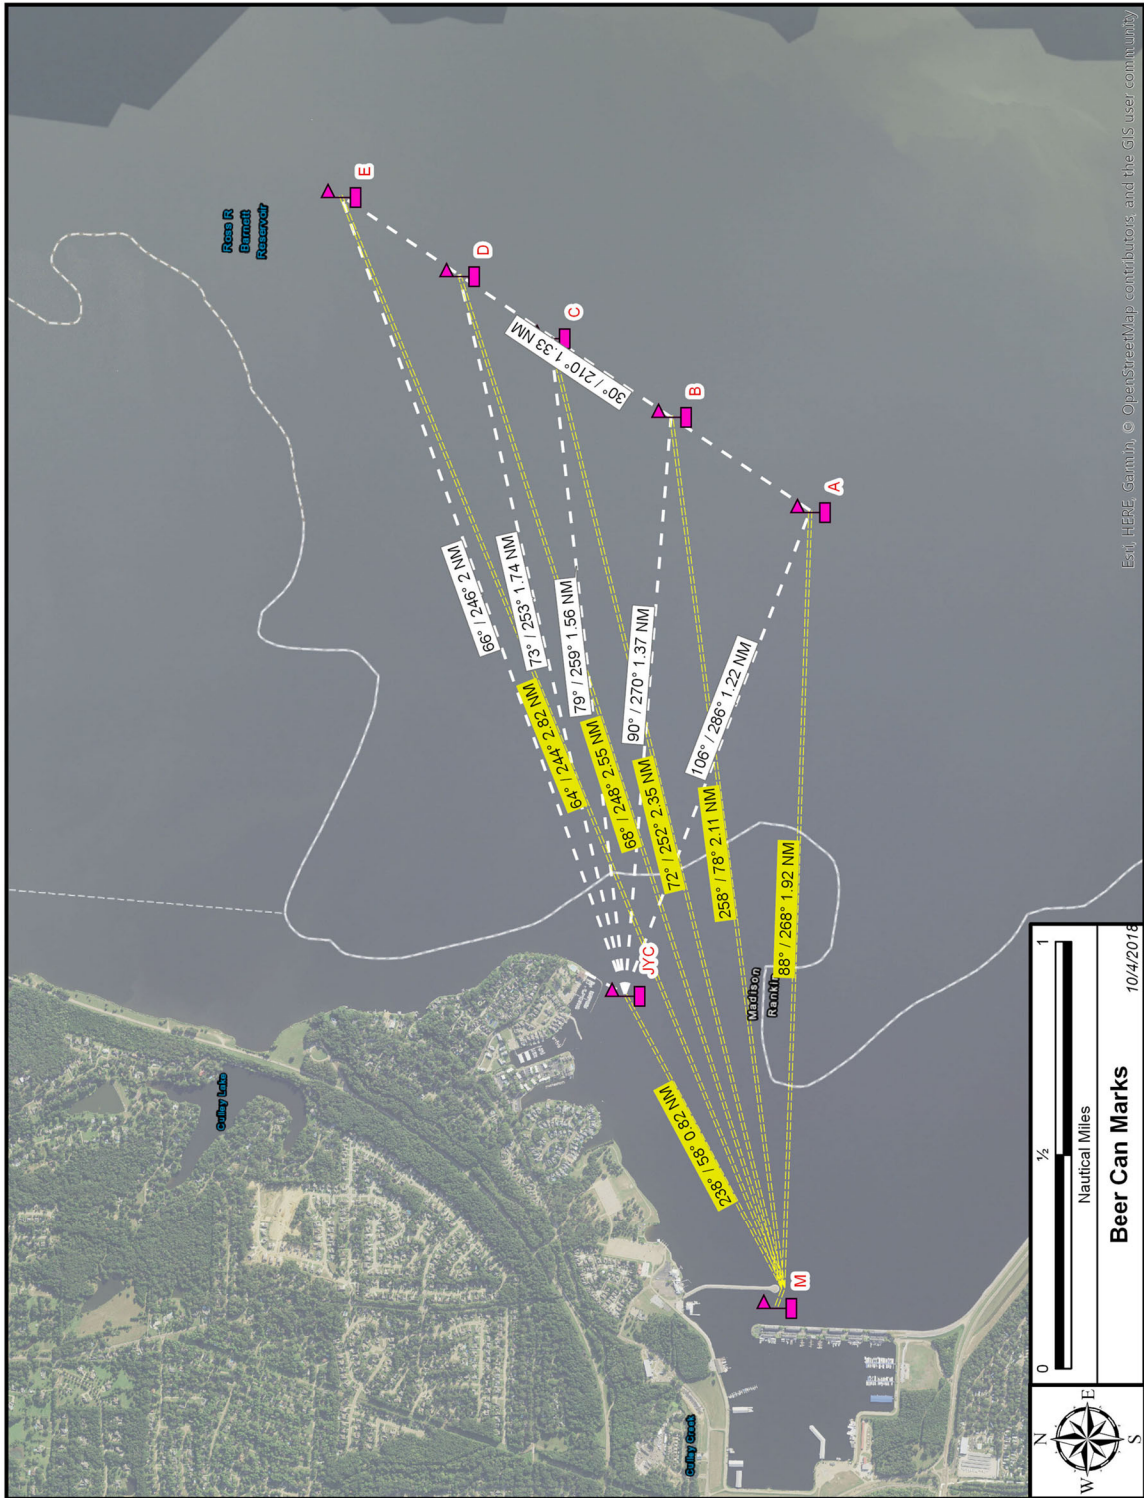 Ross R
Barnett
Reservoir
E
D
C
B
A
30° / 210° 1.33 NM
66° / 246° 2 NM
73° / 253° 1.74 NM
79° / 259° 1.56 NM
90° / 270° 1.37 NM
106° / 286° 1.22 NM
64° / 244° 2.82 NM
68° / 248° 2.55 NM
72° / 252° 2.35 NM
258° / 78° 2.11 NM
88° / 268° 1.92 NM
238° / 58° 0.82 NM
JYC
M
Madison
Rankin
Culley Lake
Culley Creek
Esri, HERE, Garmin, © OpenStreetMap contributors, and the GIS user community
N
W
E
S
0
½
1
Nautical Miles
Beer Can Marks
10/4/2018